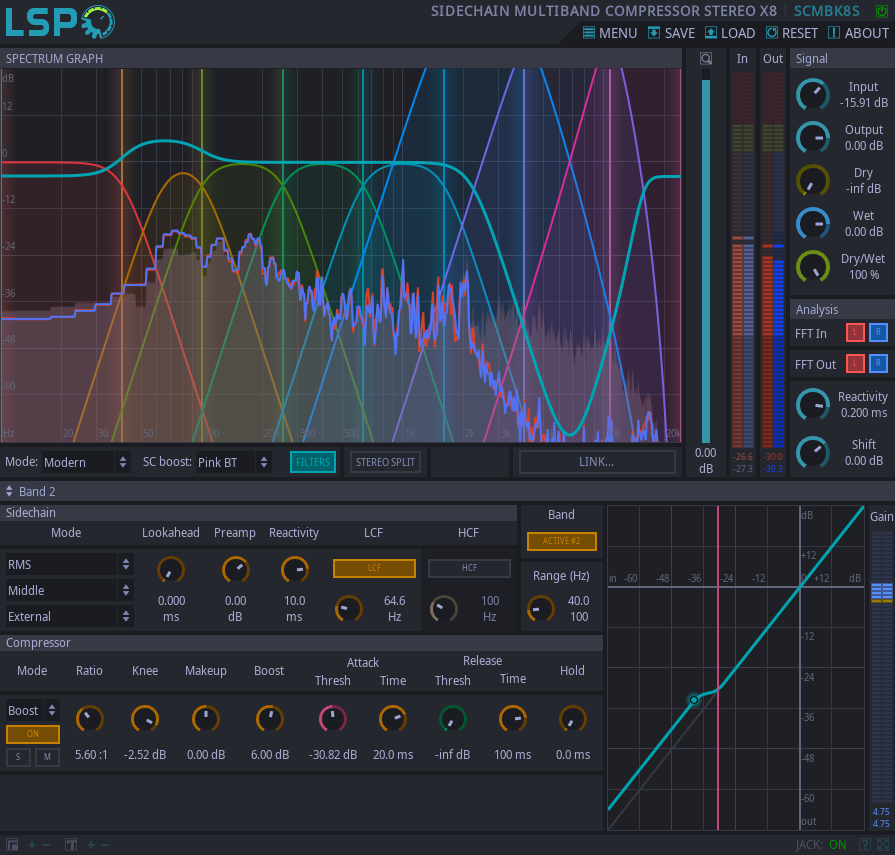 LSP
SIDECHAIN MULTIBAND COMPRESSOR STEREO X8 SCMBK8S
MENU SAVE LOAD RESET ABOUT
SPECTRUM GRAPH
In Out
Signal
dB
12
0
-12
-24
-36
-48
-60
Hz 20 30 50 100 200 300 500 1k 2k 3k 20k
Input
-15.91 dB
Output
0.00 dB
Dry
-inf dB
Wet
0.00 dB
Dry/Wet
100 %
Analysis
FFT In L R
FFT Out L R
Reactivity
0.200 ms
Shift
0.00 dB
0.00
dB
-26.6 -30.0
-27.3 -30.3
Mode: Modern SC boost: Pink BT FILTERS STEREO SPLIT LINK...
Band 2
Sidechain
Mode Lookahead Preamp Reactivity LCF HCF
RMS
Middle
External
0.000
ms
0.00
dB
10.0
ms
LCF
64.6
Hz
HCF
100
Hz
Band
ACTIVE #2
Range (Hz)
40.0
100
Compressor
Mode Ratio Knee Makeup Boost
Attack
Thresh Time
Release
Thresh Time
Hold
Boost
ON
S M
5.60 :1 -2.52 dB 0.00 dB 6.00 dB -30.82 dB 20.0 ms -inf dB 100 ms 0.0 ms
dB
+12
in -60 -48 -36 -24 -12 0 +12 dB
-12
-24
-36
-48
-60
out
Gain
4.75
4.75
T
JACK: ON ?